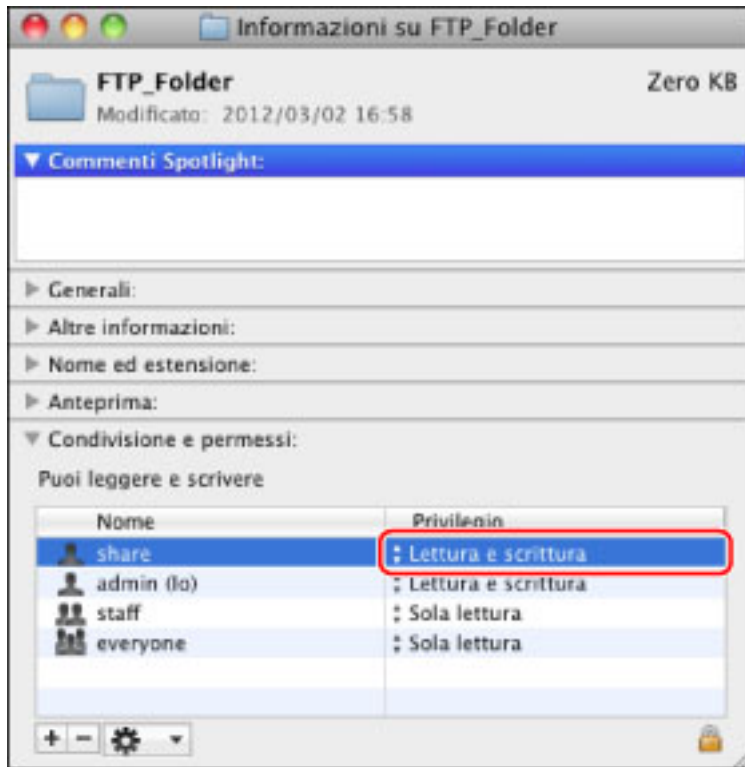 Informazioni su FTP_Folder
FTP_Folder Zero KB
Modificato: 2012/03/02 16:58
Commenti Spotlight:
Generali:
Altre informazioni:
Nome ed estensione:
Anteprima:
Condivisione e permessi:
Puoi leggere e scrivere
Nome Privilegio
share Lettura e scrittura
admin (Io) Lettura e scrittura
staff Sola lettura
everyone Sola lettura